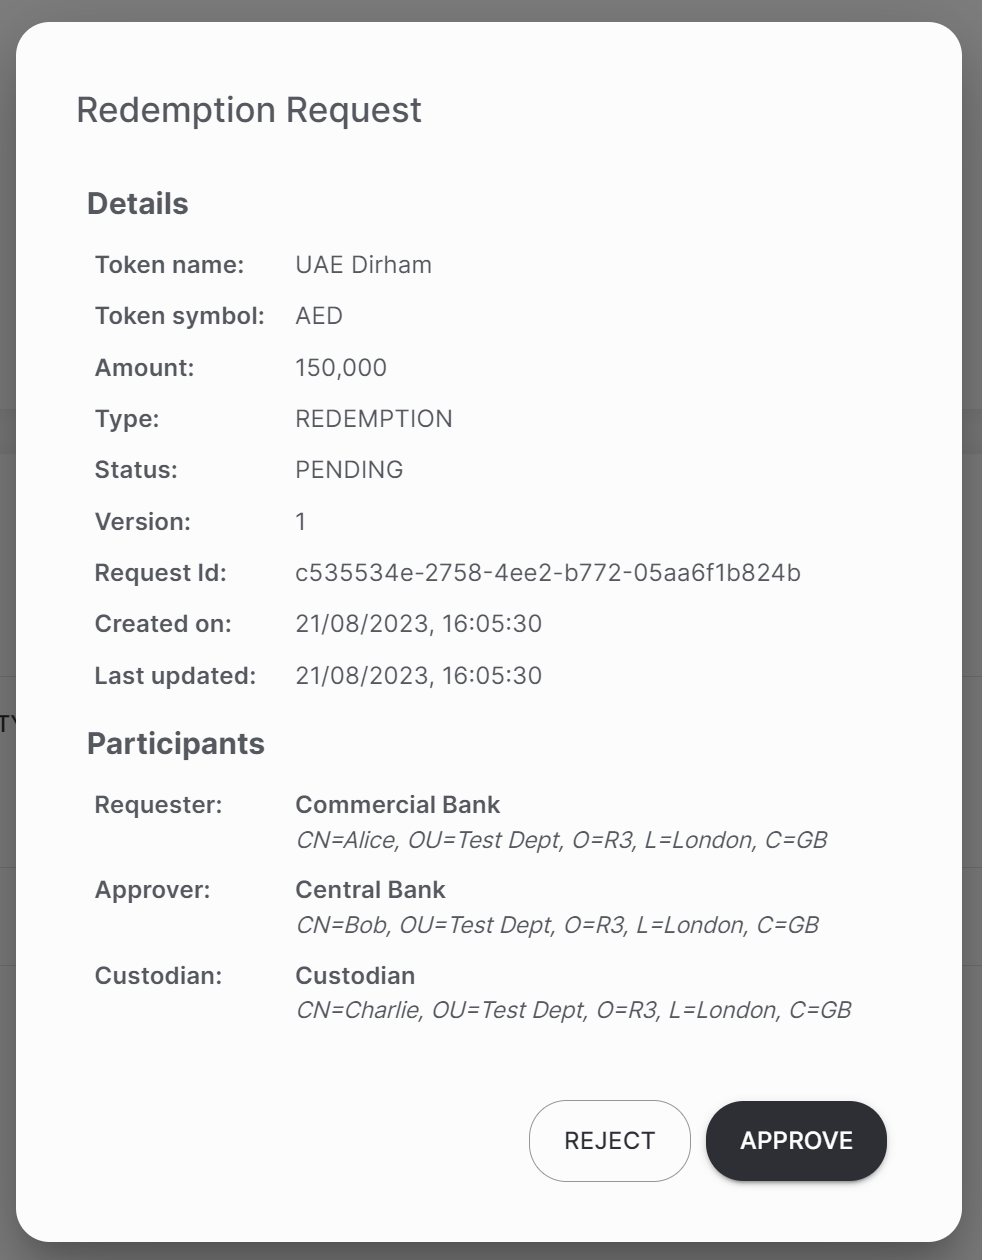 Redemption Request
Details
Token name: UAE Dirham
Token symbol: AED
Amount: 150,000
Type: REDEMPTION
Status: PENDING
Version: 1
Request Id: c535534e-2758-4ee2-b772-05aa6f1b824b
Created on: 21/08/2023, 16:05:30
Last updated: 21/08/2023, 16:05:30
TY
Participants
Requester: Commercial Bank
CN=Alice, OU=Test Dept, O=R3, L=London, C=GB
Approver: Central Bank
CN=Bob, OU=Test Dept, O=R3, L=London, C=GB
Custodian: Custodian
CN=Charlie, OU=Test Dept, O=R3, L=London, C=GB
REJECT APPROVE